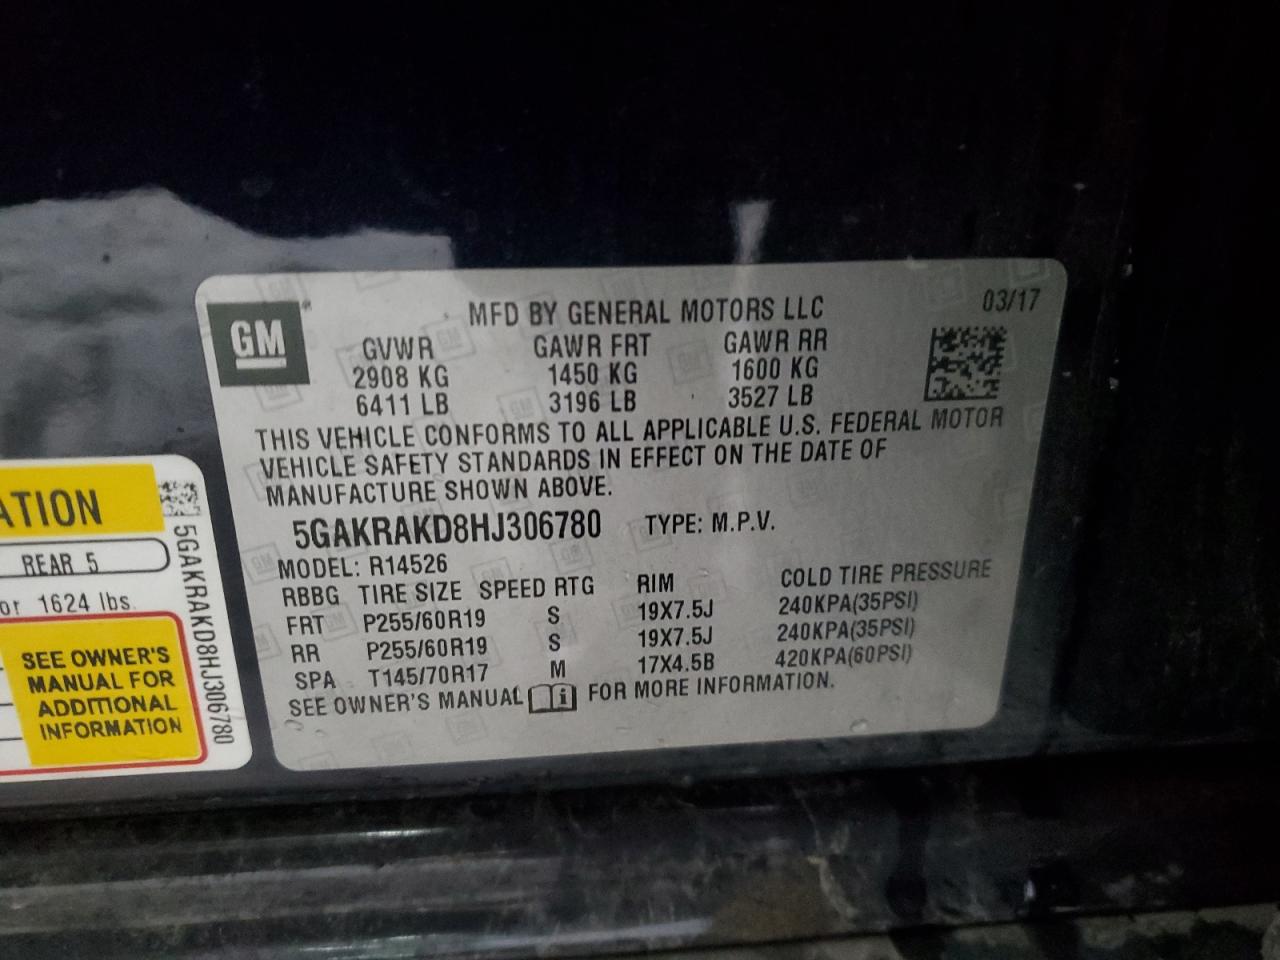 GM
MFD BY GENERAL MOTORS LLC
03/17
GVWR GAWR FRT GAWR RR
2908 KG 1450 KG 1600 KG
6411 LB 3196 LB 3527 LB
THIS VEHICLE CONFORMS TO ALL APPLICABLE U.S. FEDERAL MOTOR
VEHICLE SAFETY STANDARDS IN EFFECT ON THE DATE OF
MANUFACTURE SHOWN ABOVE.
5GAKRAKD8HJ306780 TYPE: M.P.V.
MODEL: R14526
RBBG TIRE SIZE SPEED RTG RIM COLD TIRE PRESSURE
FRT P255/60R19 S 19X7.5J 240KPA(35PSI)
RR P255/60R19 S 19X7.5J 240KPA(35PSI)
SPA T145/70R17 M 17X4.5B 420KPA(60PSI)
SEE OWNER'S MANUAL FOR MORE INFORMATION.
ATION
REAR 5
or 1624 lbs.
SEE OWNER'S
MANUAL FOR
ADDITIONAL
INFORMATION
5GAKRAKD8HJ306780